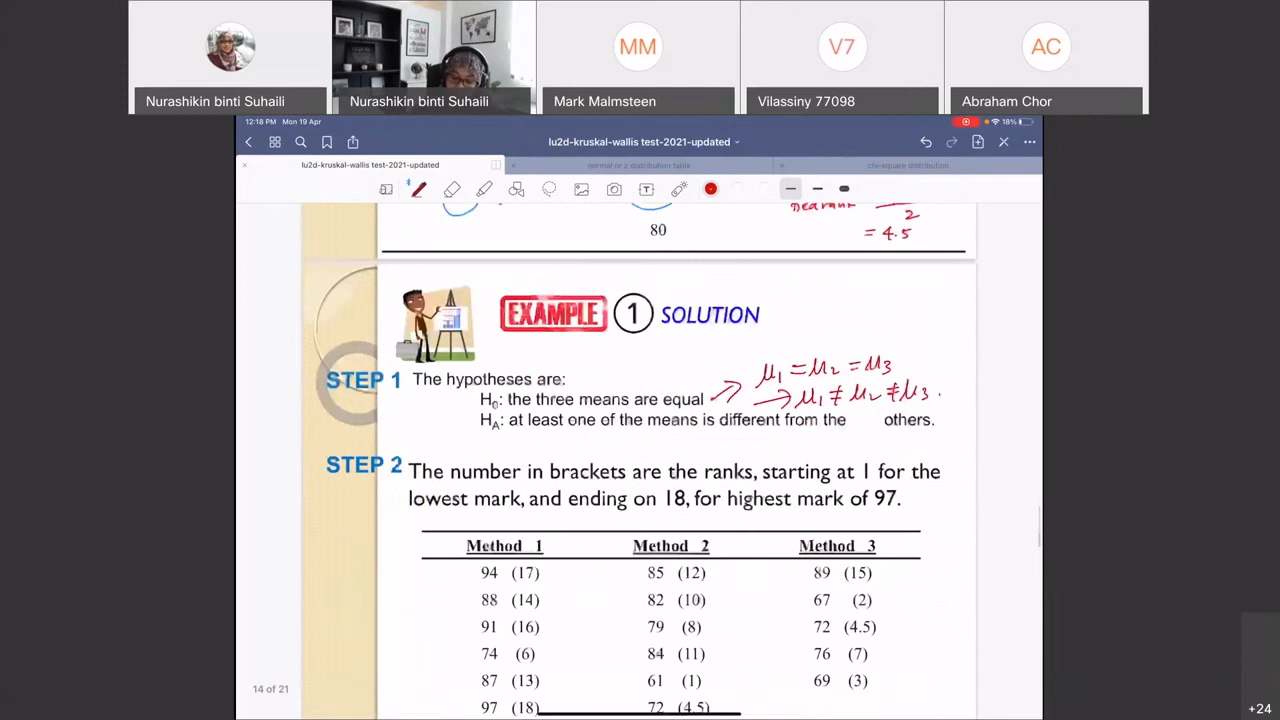 MM
V7
AC
Nurashikin binti Suhaili
Nurashikin binti Suhaili
Mark Malmsteen
Vilassiny 77098
Abraham Chor
12:18 PM Mon 19 Apr
18%
lu2d-kruskal-wallis test-2021-updated
lu2d-kruskal-wallis test-2021-updated
normal or z distribution table
chi-square distribution
2
80
= 4.5
EXAMPLE 1 SOLUTION
μ1 = μ2 = μ3
STEP 1 The hypotheses are:
H0: the three means are equal
μ1 ≠ μ2 ≠ μ3.
HA: at least one of the means is different from the others.
STEP 2 The number in brackets are the ranks, starting at 1 for the
lowest mark, and ending on 18, for highest mark of 97.
Method 1 Method 2 Method 3
94 (17) 85 (12) 89 (15)
88 (14) 82 (10) 67 (2)
91 (16) 79 (8) 72 (4.5)
74 (6) 84 (11) 76 (7)
87 (13) 61 (1) 69 (3)
97 (18) 72 (4.5)
14 of 21
+24